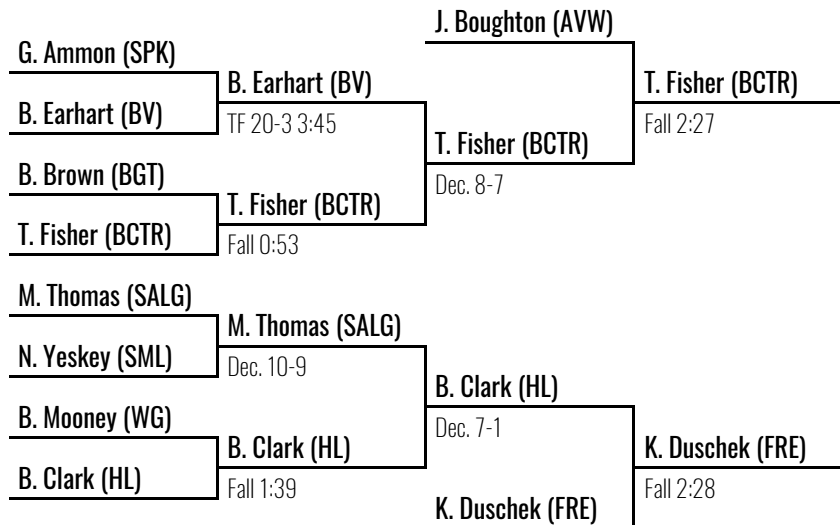 J. Boughton (AVW)
G. Ammon (SPK)
B. Earhart (BV)
T. Fisher (BCTR)
B. Earhart (BV)
TF 20-3 3:45
Fall 2:27
T. Fisher (BCTR)
B. Brown (BGT)
Dec. 8-7
T. Fisher (BCTR)
T. Fisher (BCTR)
Fall 0:53
M. Thomas (SALG)
M. Thomas (SALG)
N. Yeskey (SML)
Dec. 10-9
B. Clark (HL)
B. Mooney (WG)
Dec. 7-1
B. Clark (HL)
K. Duschek (FRE)
B. Clark (HL)
Fall 1:39
Fall 2:28
K. Duschek (FRE)